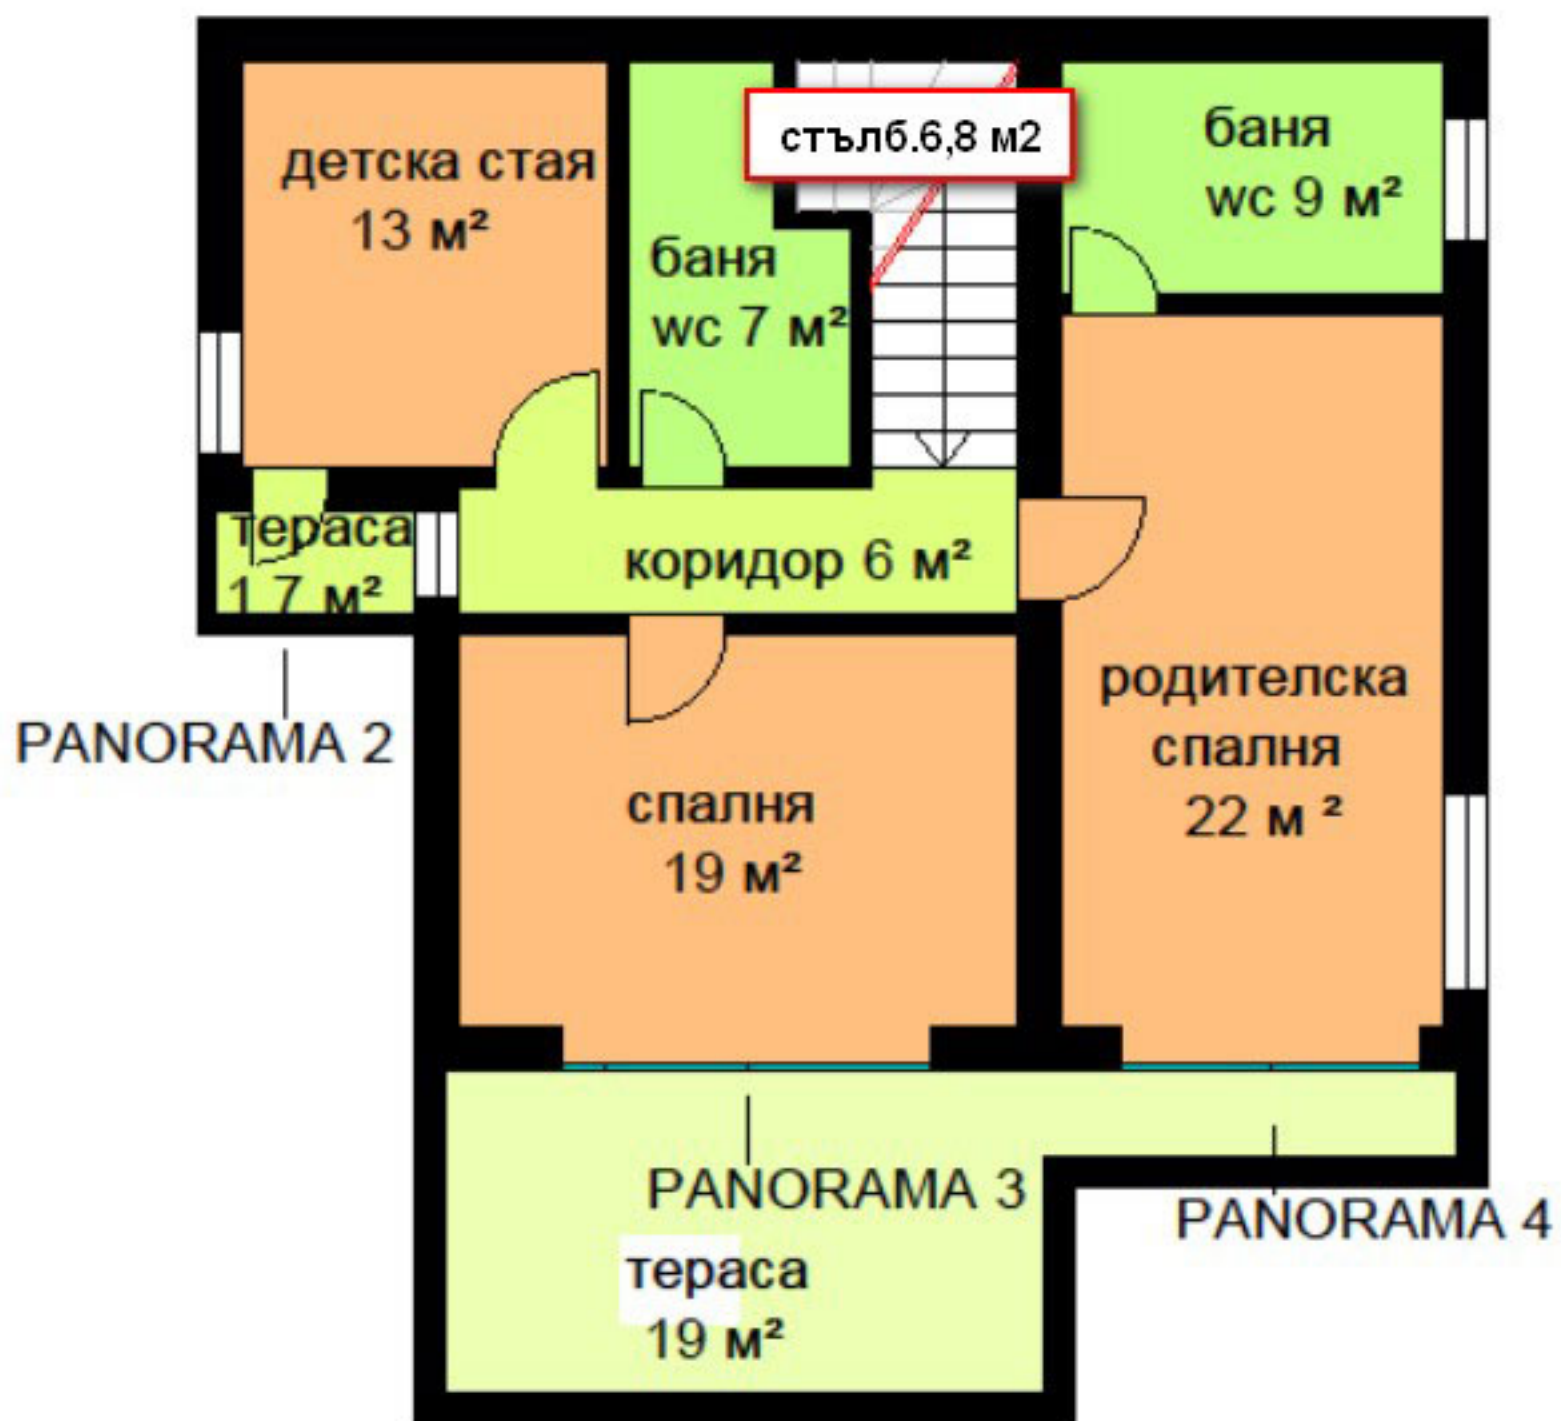 детска стая
13 м²
баня
wc 7 м²
стълб.6,8 м2
баня
wc 9 м²
тераса
1 7 м²
коридор 6 м²
PANORAMA 2
спалня
19 м²
родителска
спалня
22 м ²
PANORAMA 3
PANORAMA 4
тераса
19 м²